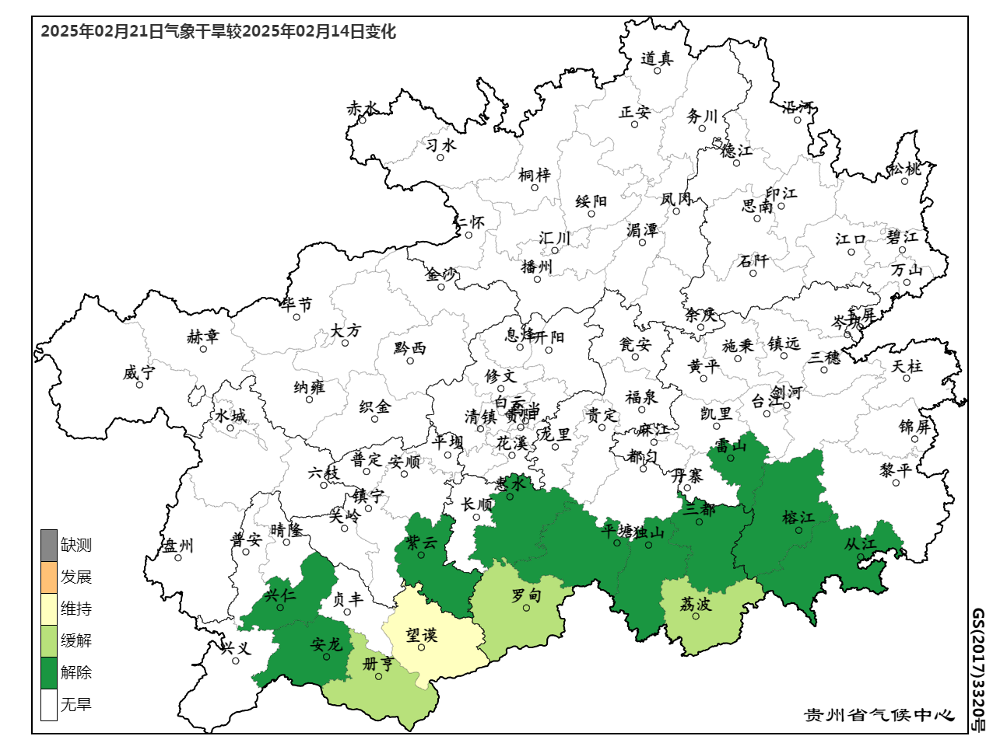 2025年02月21日气象干旱较2025年02月14日变化
道真
赤水
正安
务川
沿河
习水
德江
松桃
桐梓
绥阳
凤冈
印江
思南
仁怀
湄潭
汇川
江口
碧江
播州
石阡
万山
金沙
毕节
余庆
玉屏
岑巩
赫章
大方
息烽
开阳
瓮安
施秉
镇远
黔西
三穗
黄平
天柱
威宁
修文
纳雍
剑河
福泉
台江
白云
乌当
织金
水城
清镇
贵阳
贵定
凯里
锦屏
麻江
龙里
平坝
花溪
雷山
都匀
普定
安顺
六枝
黎平
丹寨
惠水
镇宁
长顺
三都
关岭
榕江
晴隆
平塘
独山
普安
紫云
盘州
从江
兴仁
贞丰
罗甸
荔波
望谟
安龙
兴义
册亨
缺测
发展
维持
缓解
解除
无旱
贵州省气候中心
GS(2017)3320号